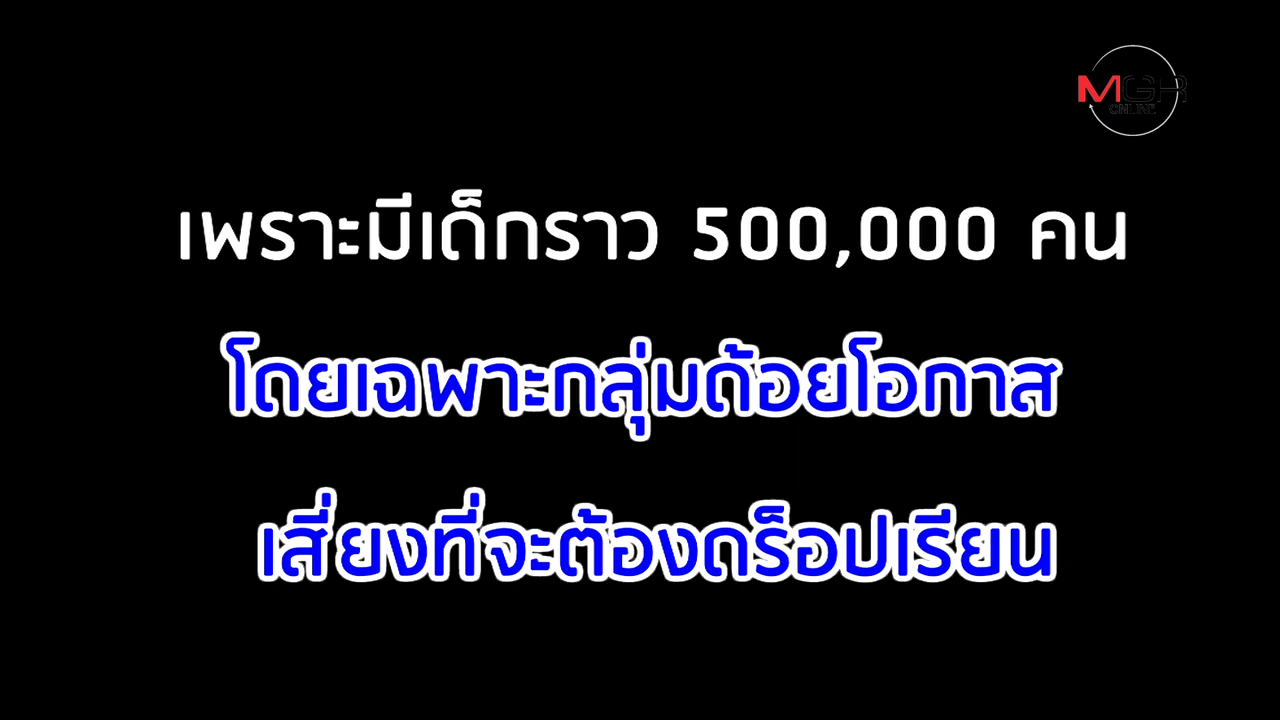 MGR
ONLINE
เพราะมีเด็กราว 500,000 คน
โดยเฉพาะกลุ่มด้อยโอกาส
เสี่ยงที่จะต้องดร็อปเรียน